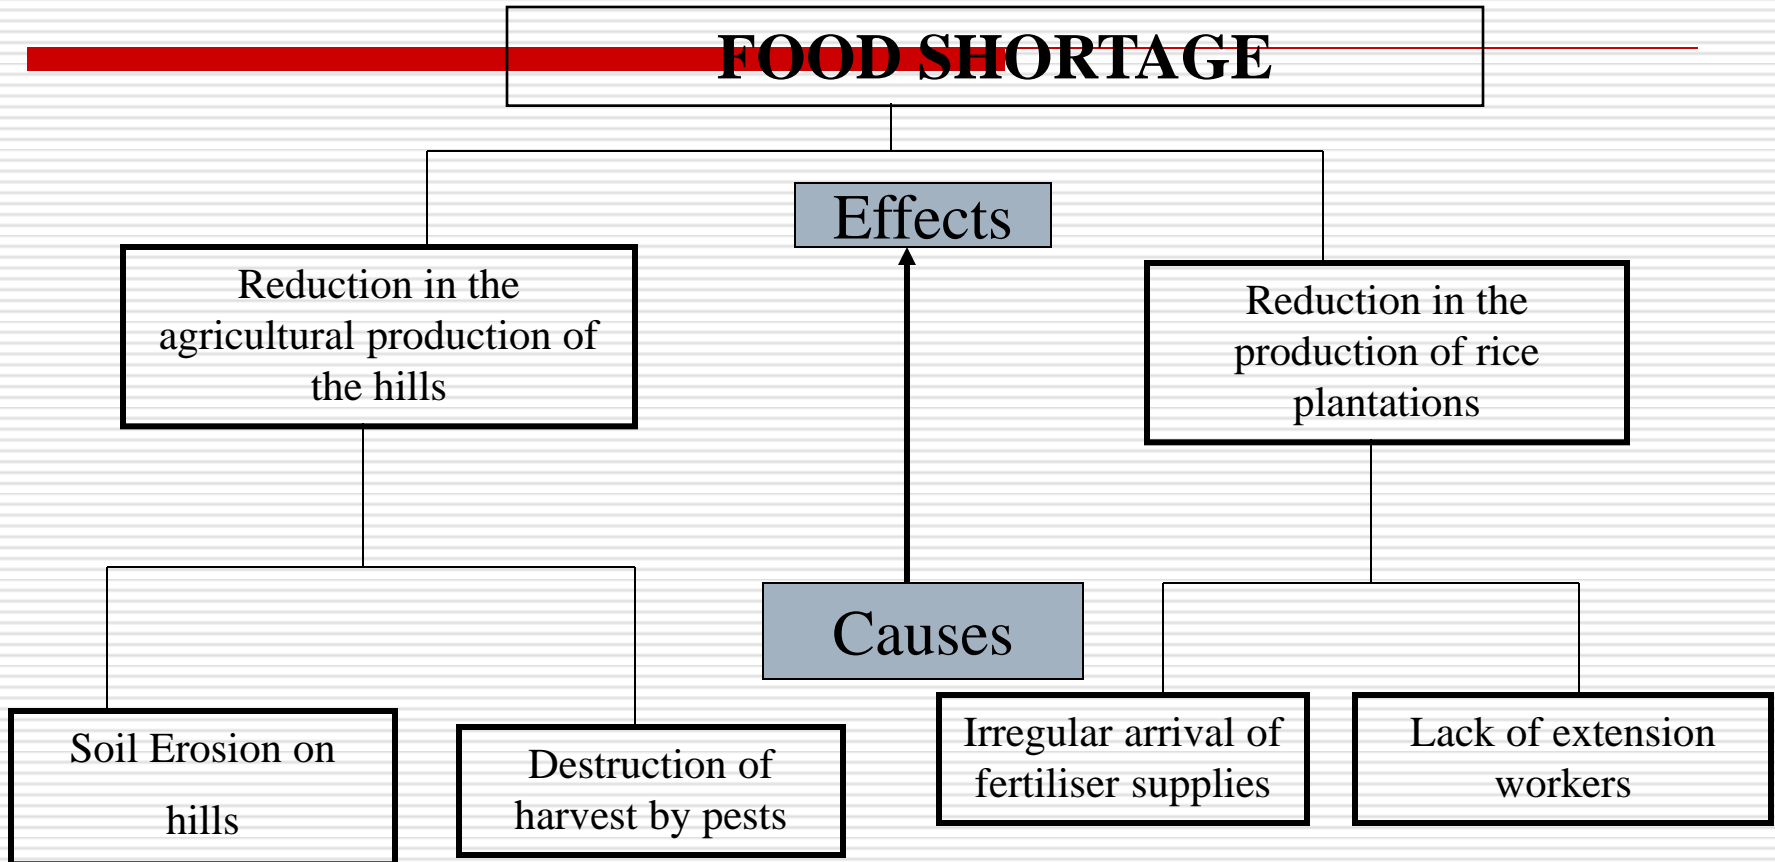 FOOD SHORTAGE
Effects
Reduction in the
agricultural production of
the hills
Reduction in the
production of rice
plantations
Causes
Soil Erosion on
hills
Destruction of
harvest by pests
Irregular arrival of
fertiliser supplies
Lack of extension
workers